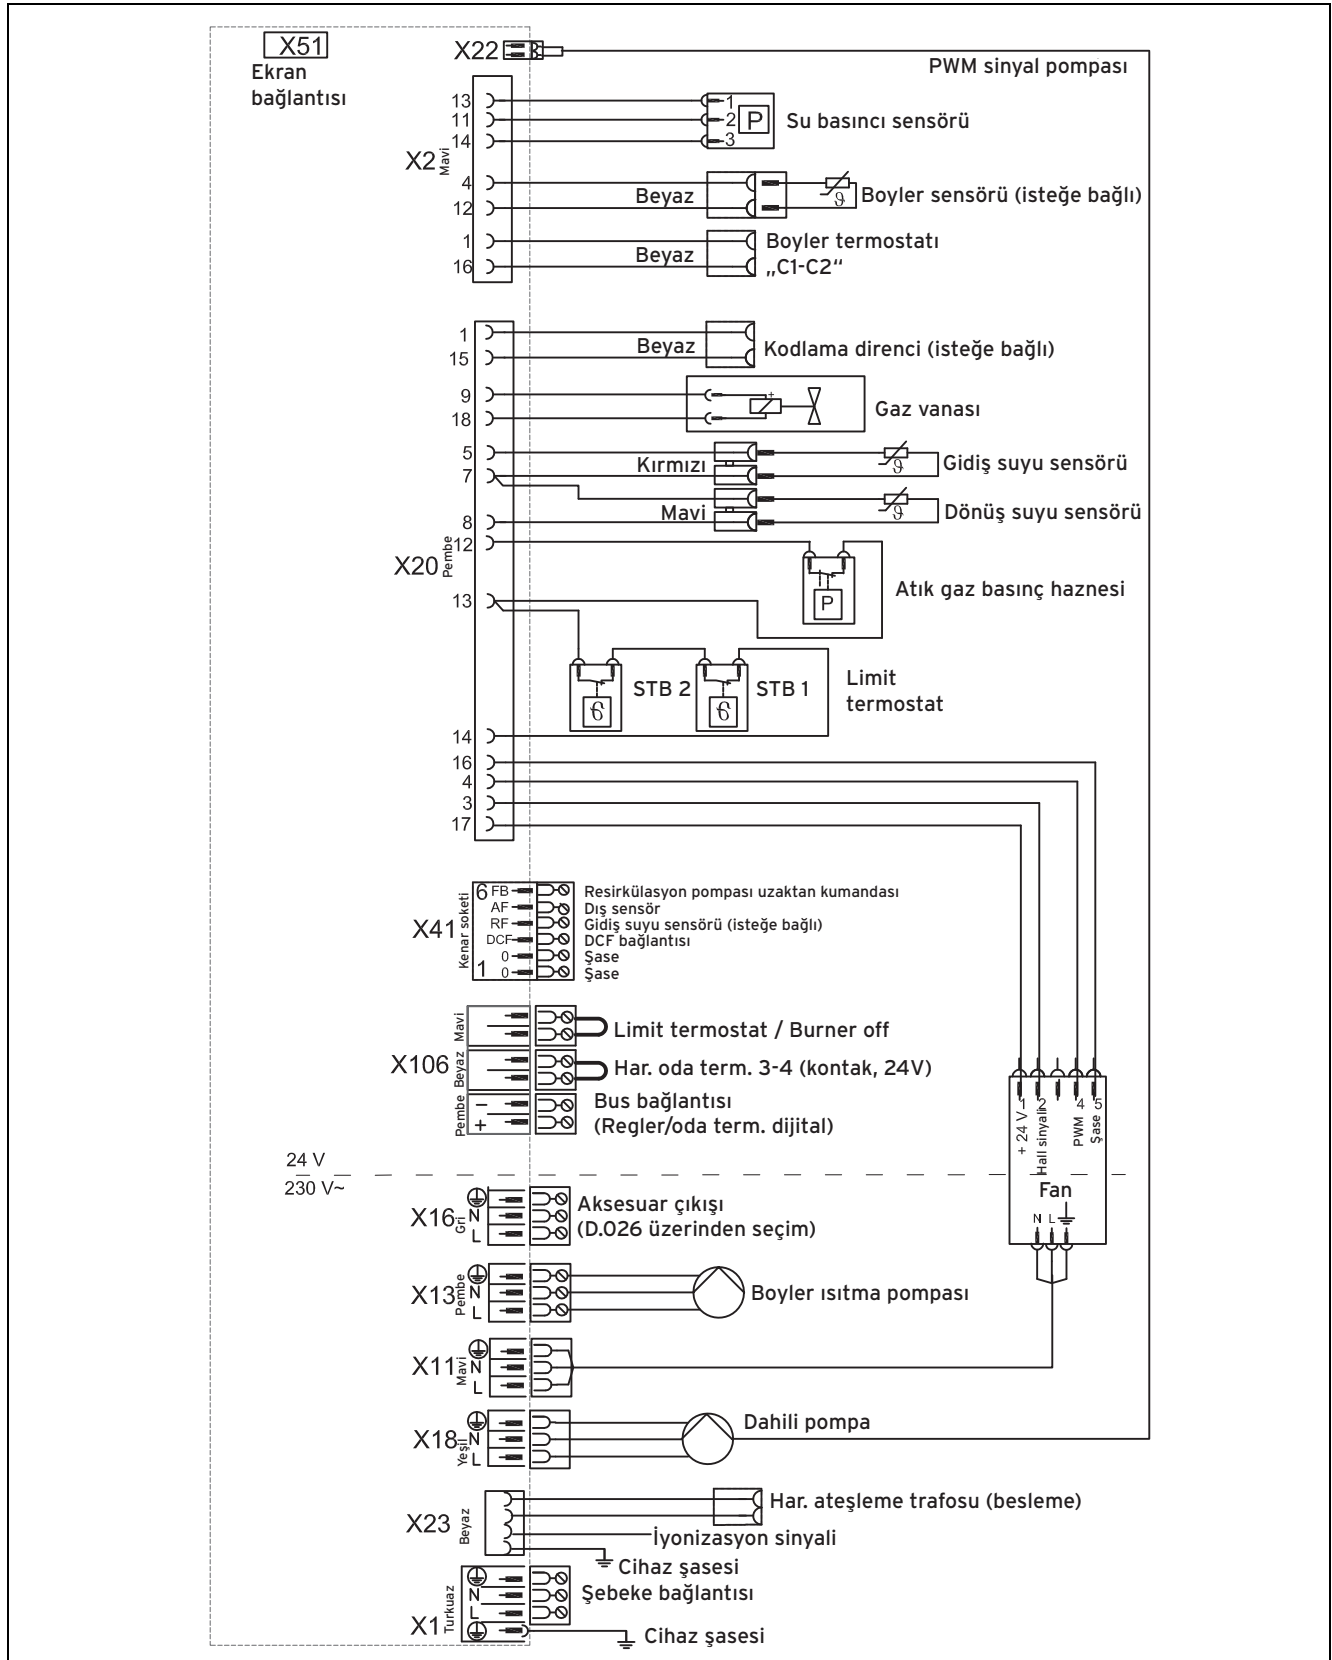 X51
Ekran
bağlantısı
X22
PWM sinyal pompası
X2
Mavi
13
11
14
4
12
1
16
1
2
3
P
Su basıncı sensörü
Beyaz
ϑ
Boyler sensörü (isteğe bağlı)
Beyaz
Boyler termostatı
„C1-C2“
X20
Pembe
1
15
9
18
5
7
8
12
13
14
16
4
3
17
Beyaz
Kodlama direnci (isteğe bağlı)
+
Gaz vanası
Kırmızı
ϑ
Gidiş suyu sensörü
Mavi
ϑ
Dönüş suyu sensörü
P
Atık gaz basınç haznesi
STB 2
STB 1
ϑ
ϑ
Limit
termostat
X41
Kenar soketi
6 FB Resirkülasyon pompası uzaktan kumandası
AF Dış sensör
RF Gidiş suyu sensörü (isteğe bağlı)
DCF DCF bağlantısı
0 Şase
1 0 Şase
X106
Mavi
Limit termostat / Burner off
Beyaz
Har. oda term. 3-4 (kontak, 24V)
Pembe
–
+
Bus bağlantısı
(Regler/oda term. dijital)
1
2
4
5
+ 24 V
Hall sinyali
PWM
Şase
Fan
N L
24 V
230 V~
X16
Gri
N
L
Aksesuar çıkışı
(D.026 üzerinden seçim)
X13
Pembe
N
L
Boyler ısıtma pompası
X11
Mavi
N
L
X18
Yeşil
N
L
Dahili pompa
X23
Beyaz
Har. ateşleme trafosu (besleme)
İyonizasyon sinyali
Cihaz şasesi
X1
Turkuaz
N
L
Şebeke bağlantısı
Cihaz şasesi